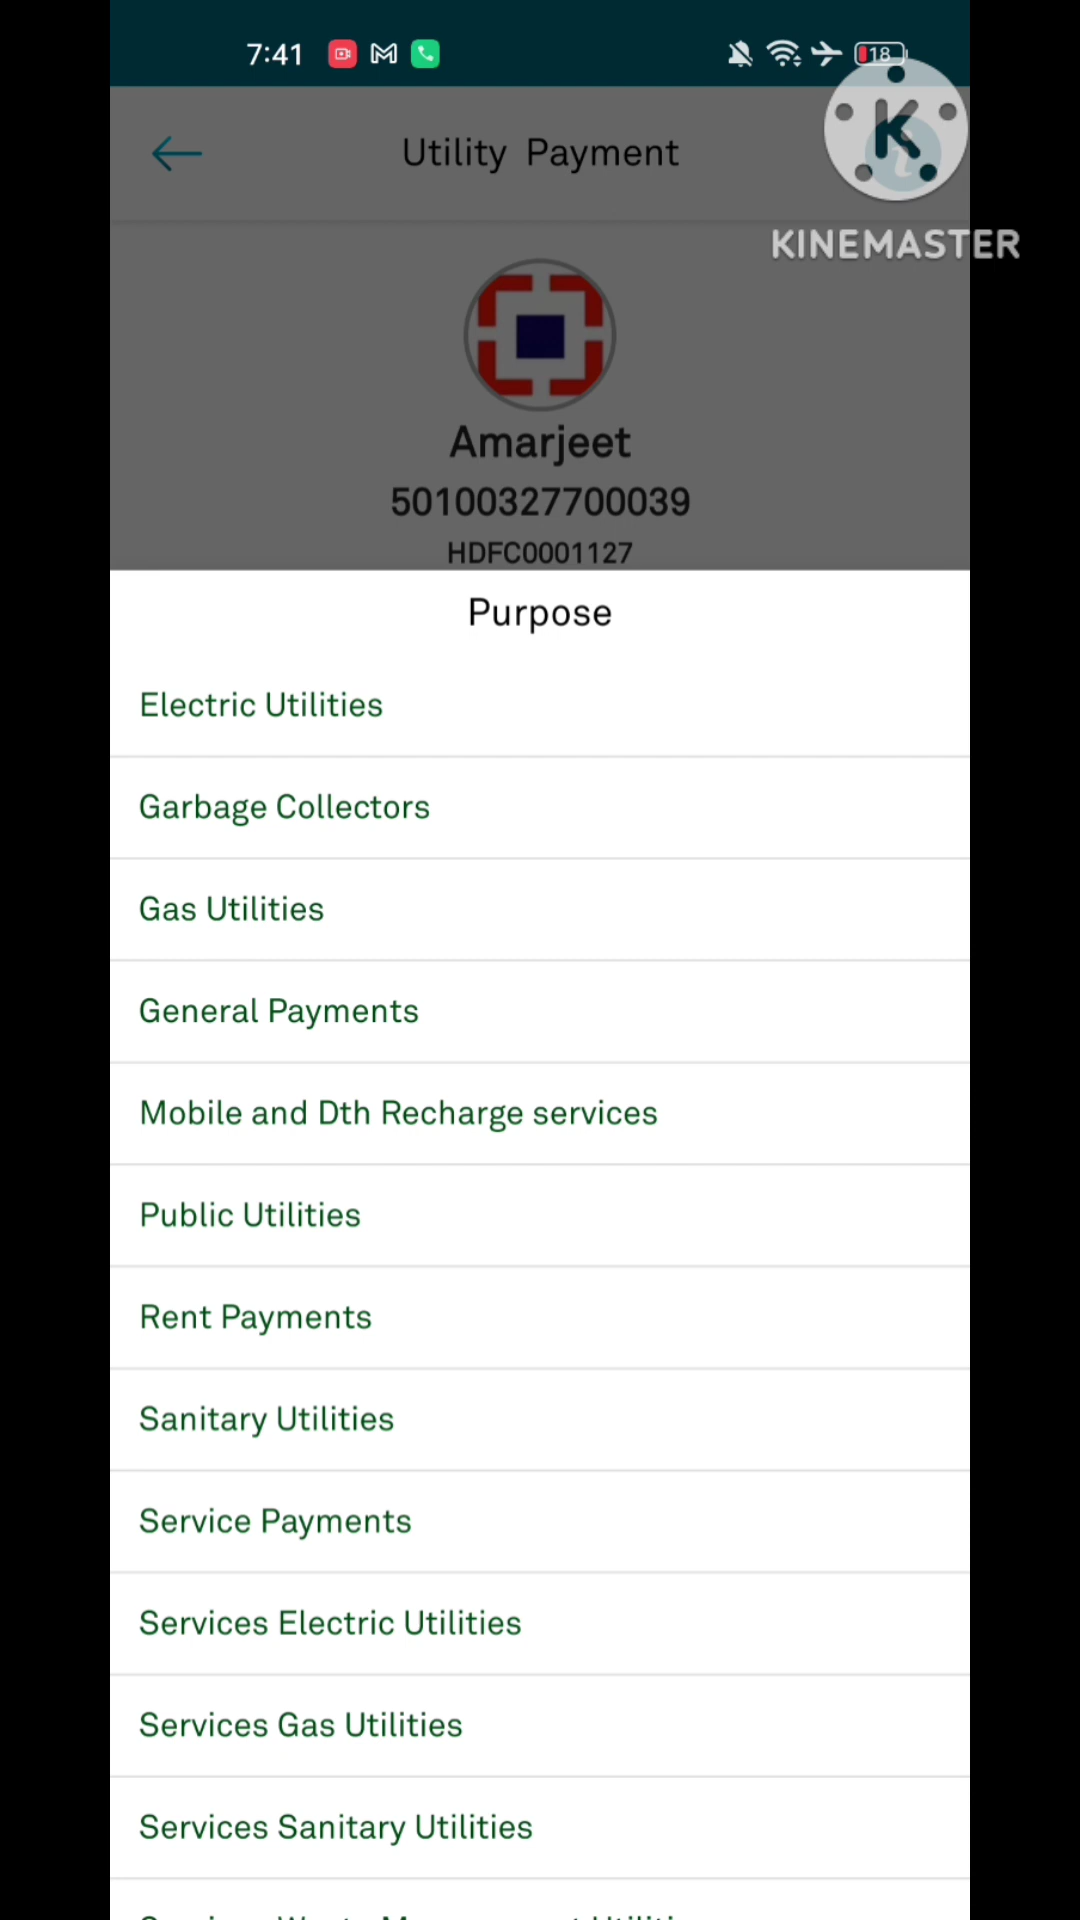 7:41
18
Utility Payment
KINEMASTER
Amarjeet
50100327700039
HDFC0001127
Purpose
Electric Utilities
Garbage Collectors
Gas Utilities
General Payments
Mobile and Dth Recharge services
Public Utilities
Rent Payments
Sanitary Utilities
Service Payments
Services Electric Utilities
Services Gas Utilities
Services Sanitary Utilities